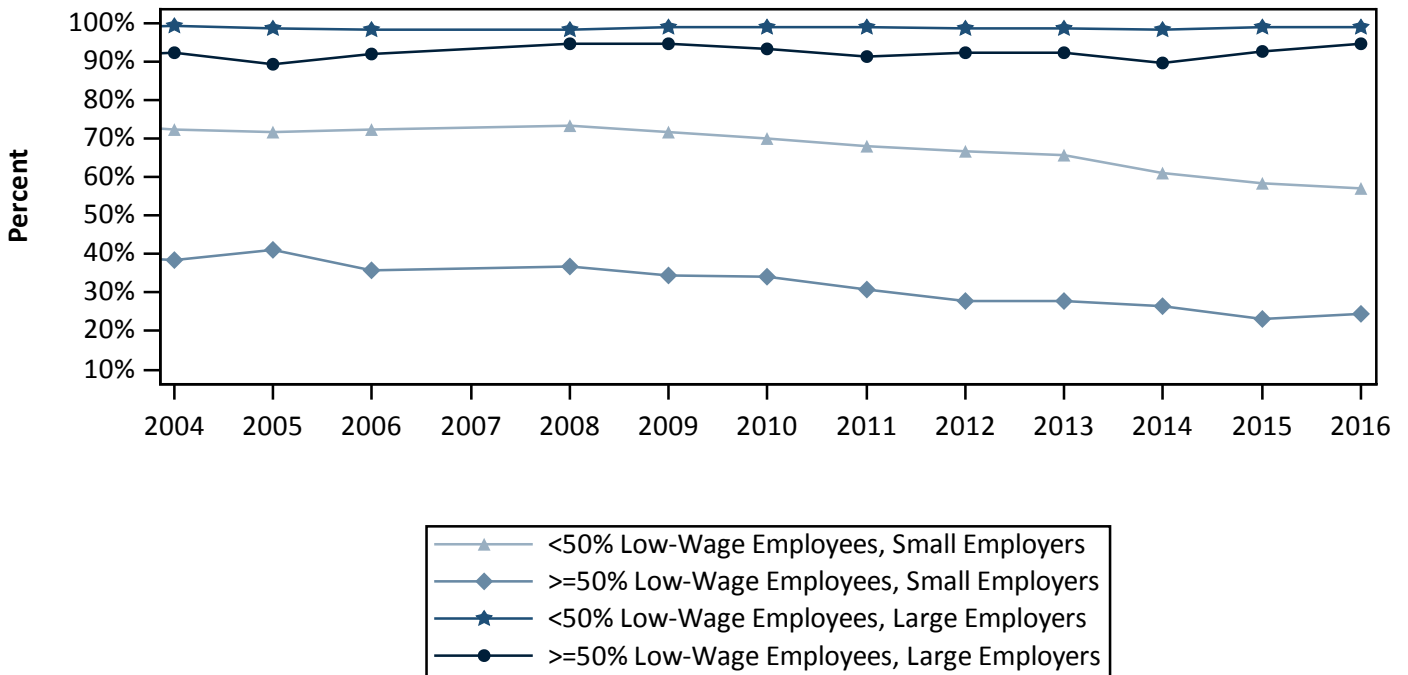 Percent
100%
90%
80%
70%
60%
50%
40%
30%
20%
10%
2004 2005 2006 2007 2008 2009 2010 2011 2012 2013 2014 2015 2016
<50% Low-Wage Employees, Small Employers
>=50% Low-Wage Employees, Small Employers
<50% Low-Wage Employees, Large Employers
>=50% Low-Wage Employees, Large Employers